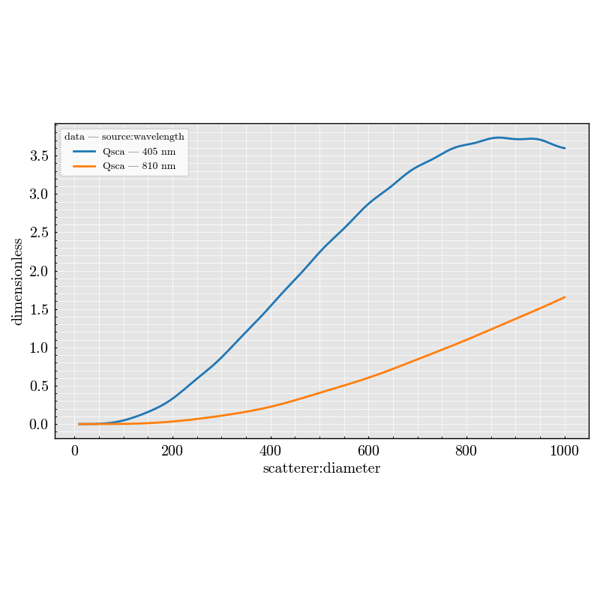 data — source:wavelength
Qsca — 405 nm
Qsca — 810 nm
dimensionless
3.5
3.0
2.5
2.0
1.5
1.0
0.5
0.0
0 200 400 600 800 1000
scatterer:diameter